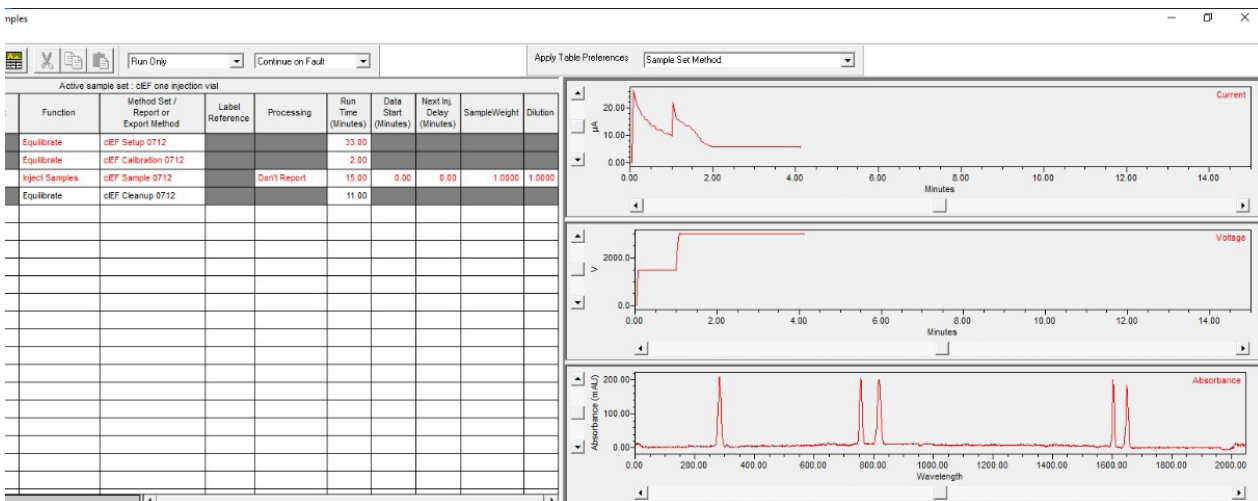 mples
Run Only
Continue on Fault
Apply Table Preferences
Sample Set Method
Active sample set : cIEF one injection vial
Function
Method Set /
Report or
Export Method
Label
Reference
Processing
Run
Time
(Minutes)
Data
Start
(Minutes)
Next Inj.
Delay
(Minutes)
SampleWeight
Dilution
Equilibrate cIEF Setup 0712 33.00
Equilibrate cIEF Calibration 0712 2.00
Inject Samples cIEF Sample 0712 Don't Report 15.00 0.00 0.00 1.0000 1.0000
Equilibrate cIEF Cleanup 0712 11.00
Current
µA
20.00
10.00
0.00
0.00 2.00 4.00 6.00 8.00 10.00 12.00 14.00
Minutes
Voltage
V
2000.0
0.0
0.00 2.00 4.00 6.00 8.00 10.00 12.00 14.00
Minutes
Absorbance
Absorbance (mAU)
200.00
100.00
0.00
0.00 200.00 400.00 600.00 800.00 1000.00 1200.00 1400.00 1600.00 1800.00 2000.00
Wavelength